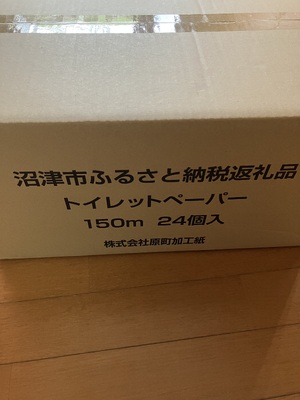 沼津市ふるさと納税返礼品
トイレットペーパー
150m 24個入
株式会社原町加工紙